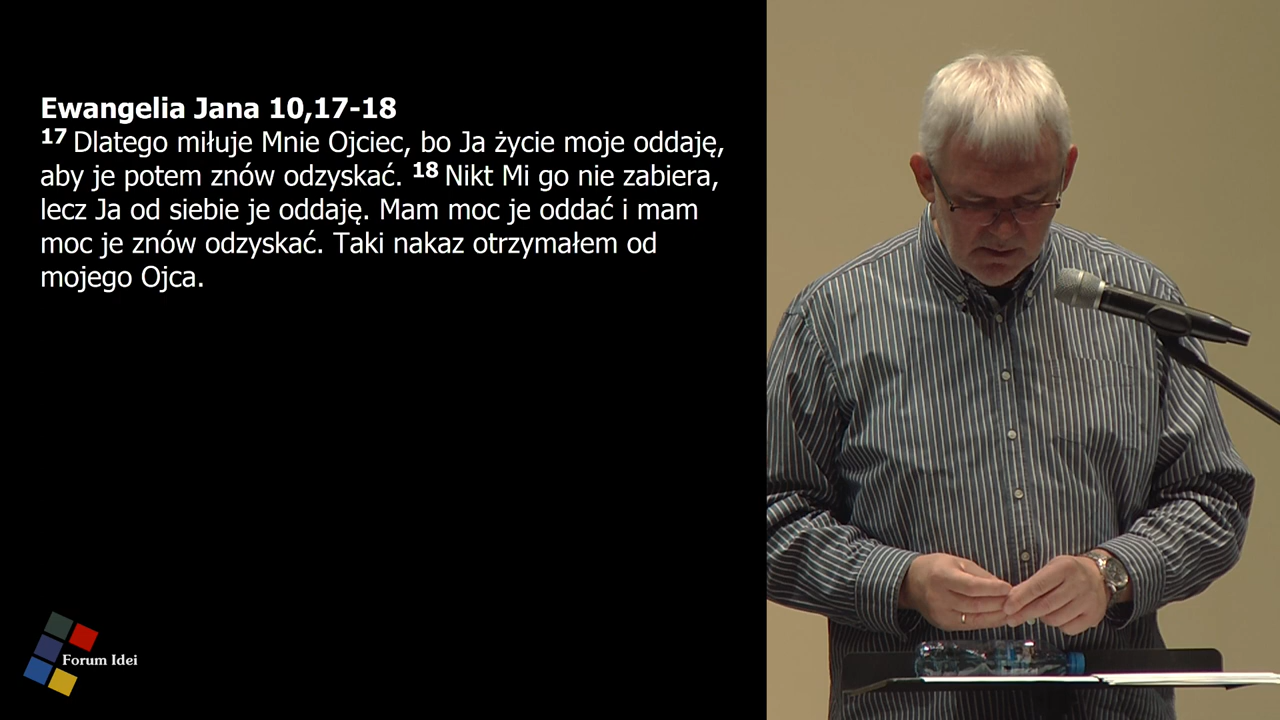 Ewangelia Jana 10,17-18
17 Dlatego miłuje Mnie Ojciec, bo Ja życie moje oddaję,
aby je potem znów odzyskać. 18 Nikt Mi go nie zabiera,
lecz Ja od siebie je oddaję. Mam moc je oddać i mam
moc je znów odzyskać. Taki nakaz otrzymałem od
mojego Ojca.
Forum Idei